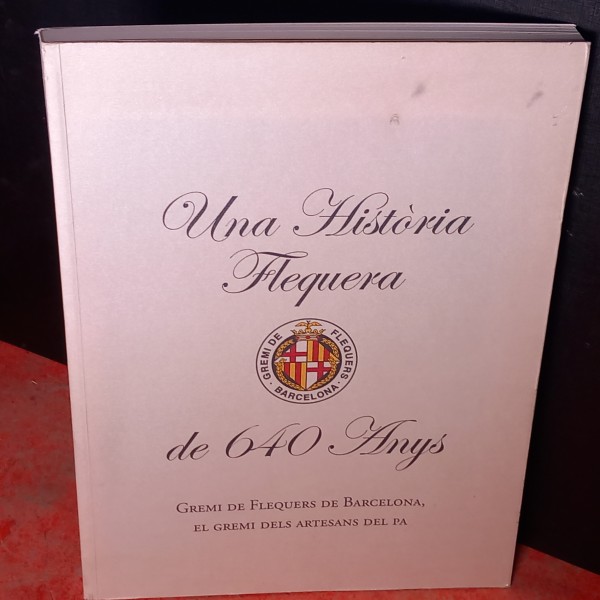 Una Història
Flequera
GREMI DE FLEQUERS · BARCELONA ·
de 640 Anys
GREMI DE FLEQUERS DE BARCELONA,
EL GREMI DELS ARTESANS DEL PA